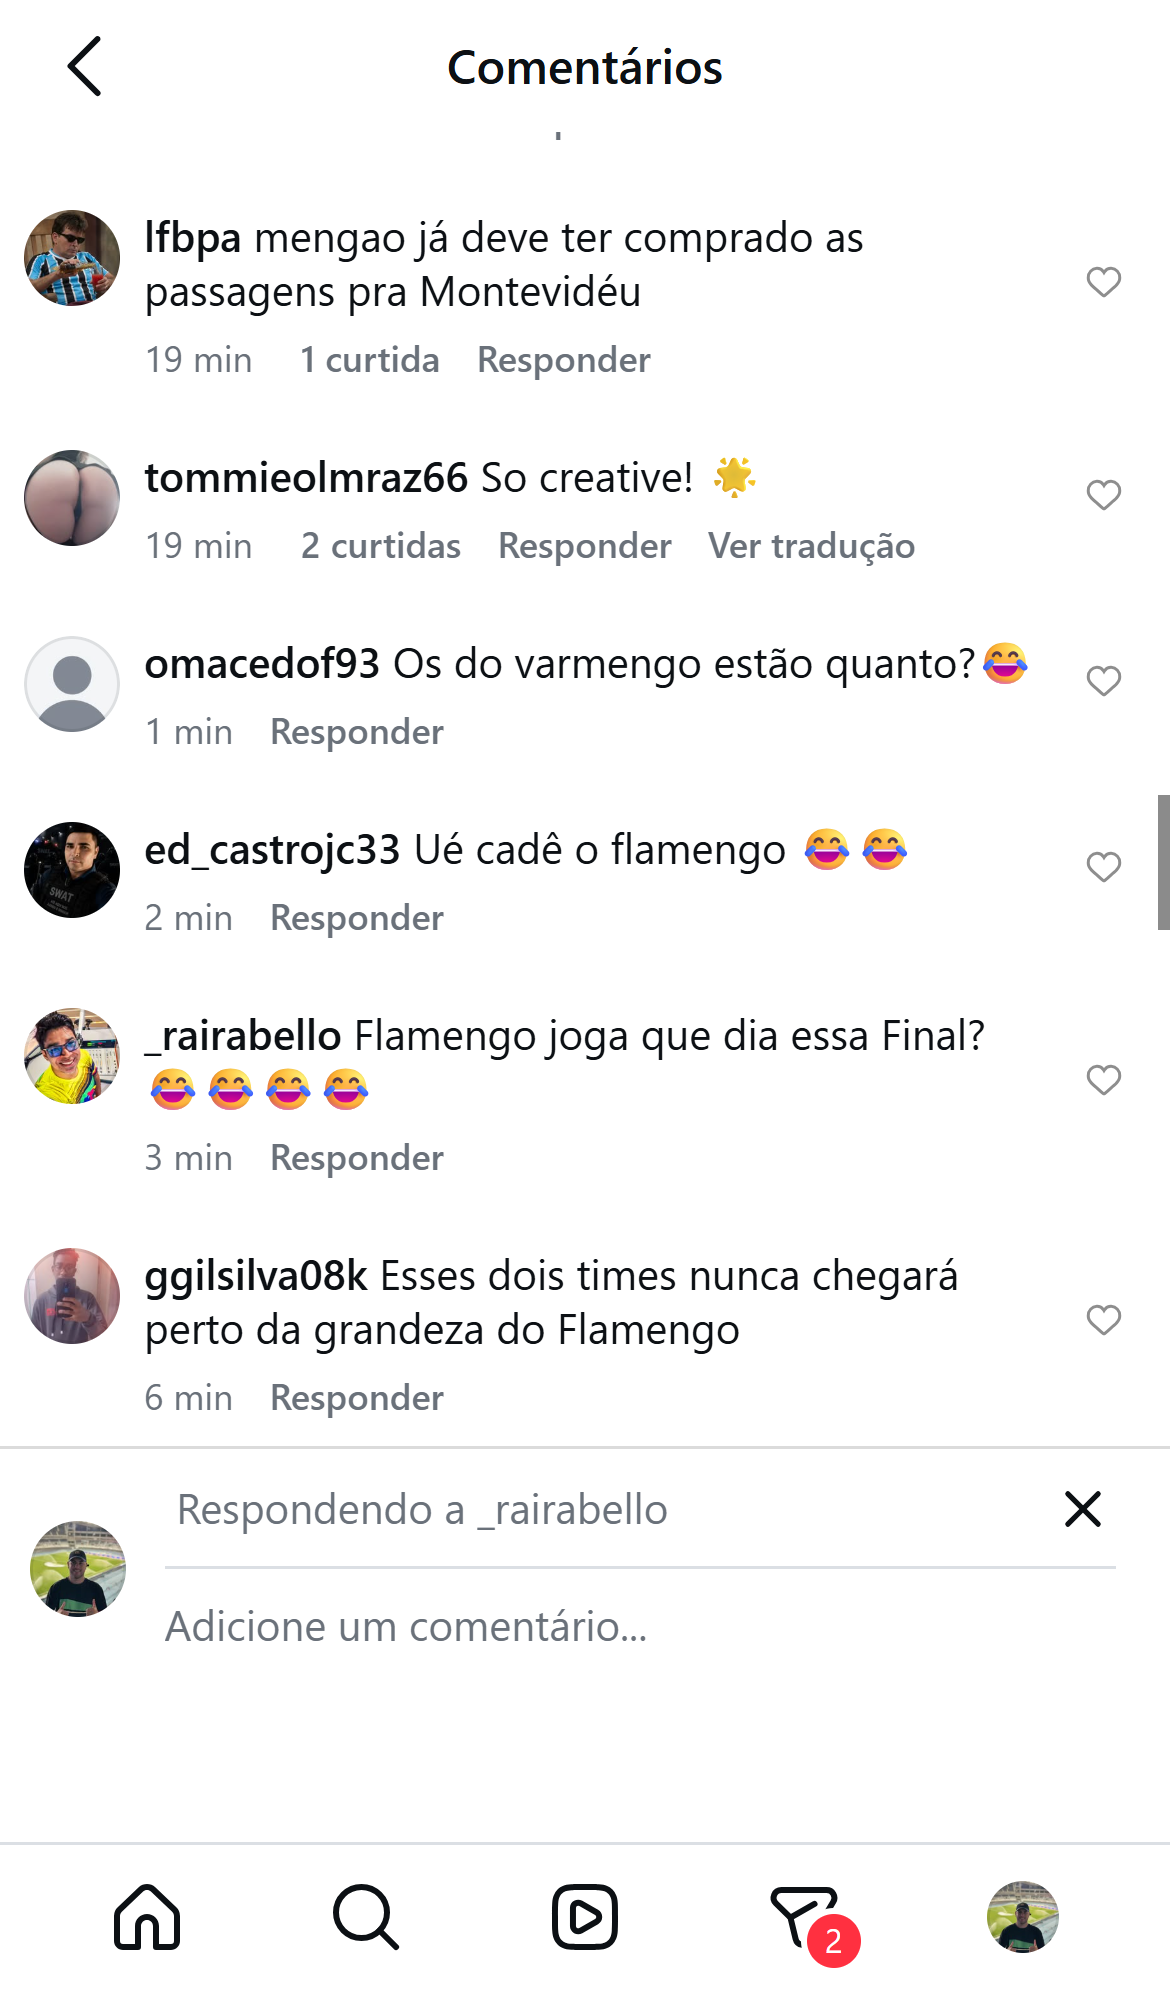 Comentários
lfbpa mengao já deve ter comprado as
passagens pra Montevidéu
19 min 1 curtida Responder
tommieolmraz66 So creative! 🌟
19 min 2 curtidas Responder Ver tradução
omacedof93 Os do varmengo estão quanto?😂
1 min Responder
ed_castrojc33 Ué cadê o flamengo 😂😂
2 min Responder
_rairabello Flamengo joga que dia essa Final?
😂😂😂😂
3 min Responder
ggilsilva08k Esses dois times nunca chegará
perto da grandeza do Flamengo
6 min Responder
Respondendo a _rairabello
Adicione um comentário...
2
SWAT